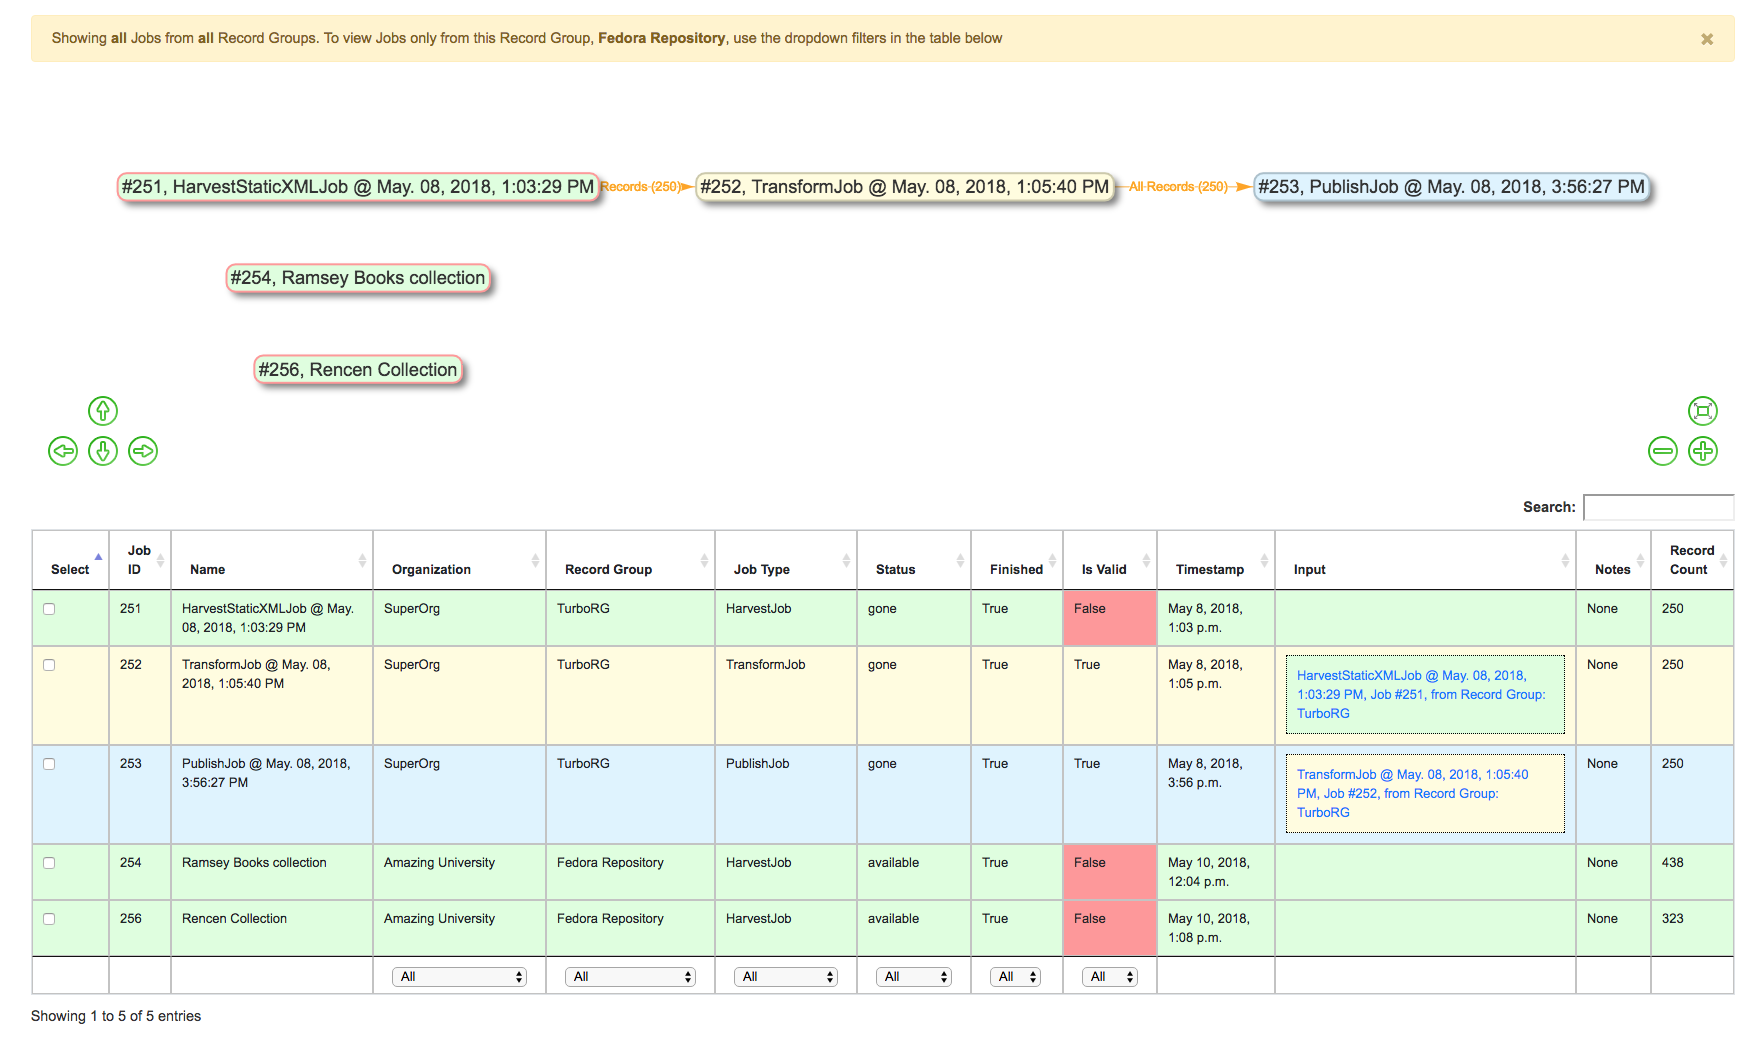 Showing all Jobs from all Record Groups. To view Jobs only from this Record Group, Fedora Repository, use the dropdown filters in the table below ×
#251, HarvestStaticXMLJob @ May. 08, 2018, 1:03:29 PM Records (250) #252, TransformJob @ May. 08, 2018, 1:05:40 PM All Records (250) #253, PublishJob @ May. 08, 2018, 3:56:27 PM
#254, Ramsey Books collection
#256, Rencen Collection
Search:
Select Job ID Name Organization Record Group Job Type Status Finished Is Valid Timestamp Input Notes Record Count
251 HarvestStaticXMLJob @ May. SuperOrg TurboRG HarvestJob gone True False May 8, 2018, None 250
08, 2018, 1:03:29 PM 1:03 p.m.
252 TransformJob @ May. 08, SuperOrg TurboRG TransformJob gone True True May 8, 2018, HarvestStaticXMLJob @ May. 08, 2018, None 250
2018, 1:05:40 PM 1:05 p.m. 1:03:29 PM, Job #251, from Record Group:
TurboRG
253 PublishJob @ May. 08, 2018, SuperOrg TurboRG PublishJob gone True True May 8, 2018, TransformJob @ May. 08, 2018, 1:05:40 None 250
3:56:27 PM 3:56 p.m. PM, Job #252, from Record Group:
TurboRG
254 Ramsey Books collection Amazing University Fedora Repository HarvestJob available True False May 10, 2018, None 438
12:04 p.m.
256 Rencen Collection Amazing University Fedora Repository HarvestJob available True False May 10, 2018, None 323
1:08 p.m.
All All All All All All
Showing 1 to 5 of 5 entries